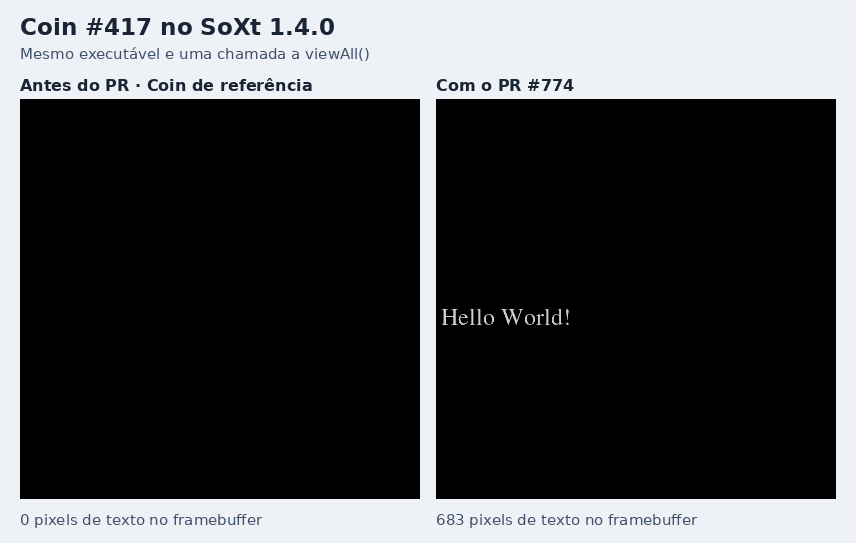 Coin #417 no SoXt 1.4.0
Mesmo executável e uma chamada a viewAll()
Antes do PR · Coin de referência
Com o PR #774
Hello World!
0 pixels de texto no framebuffer
683 pixels de texto no framebuffer